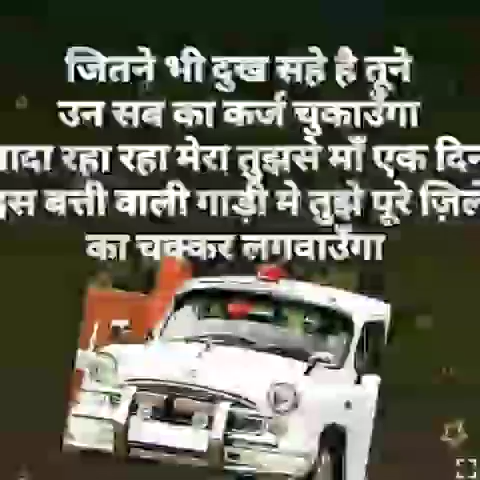 जितने भी दुख सहे है तूने
उन सब का कर्ज चुकाउँगा
ादा रहा रहा मेरा तुझसे माँ एक दिन
स बत्ती वाली गाड़ी मे तुझे पूरे ज़िले
का चक्कर लगवाउँगा